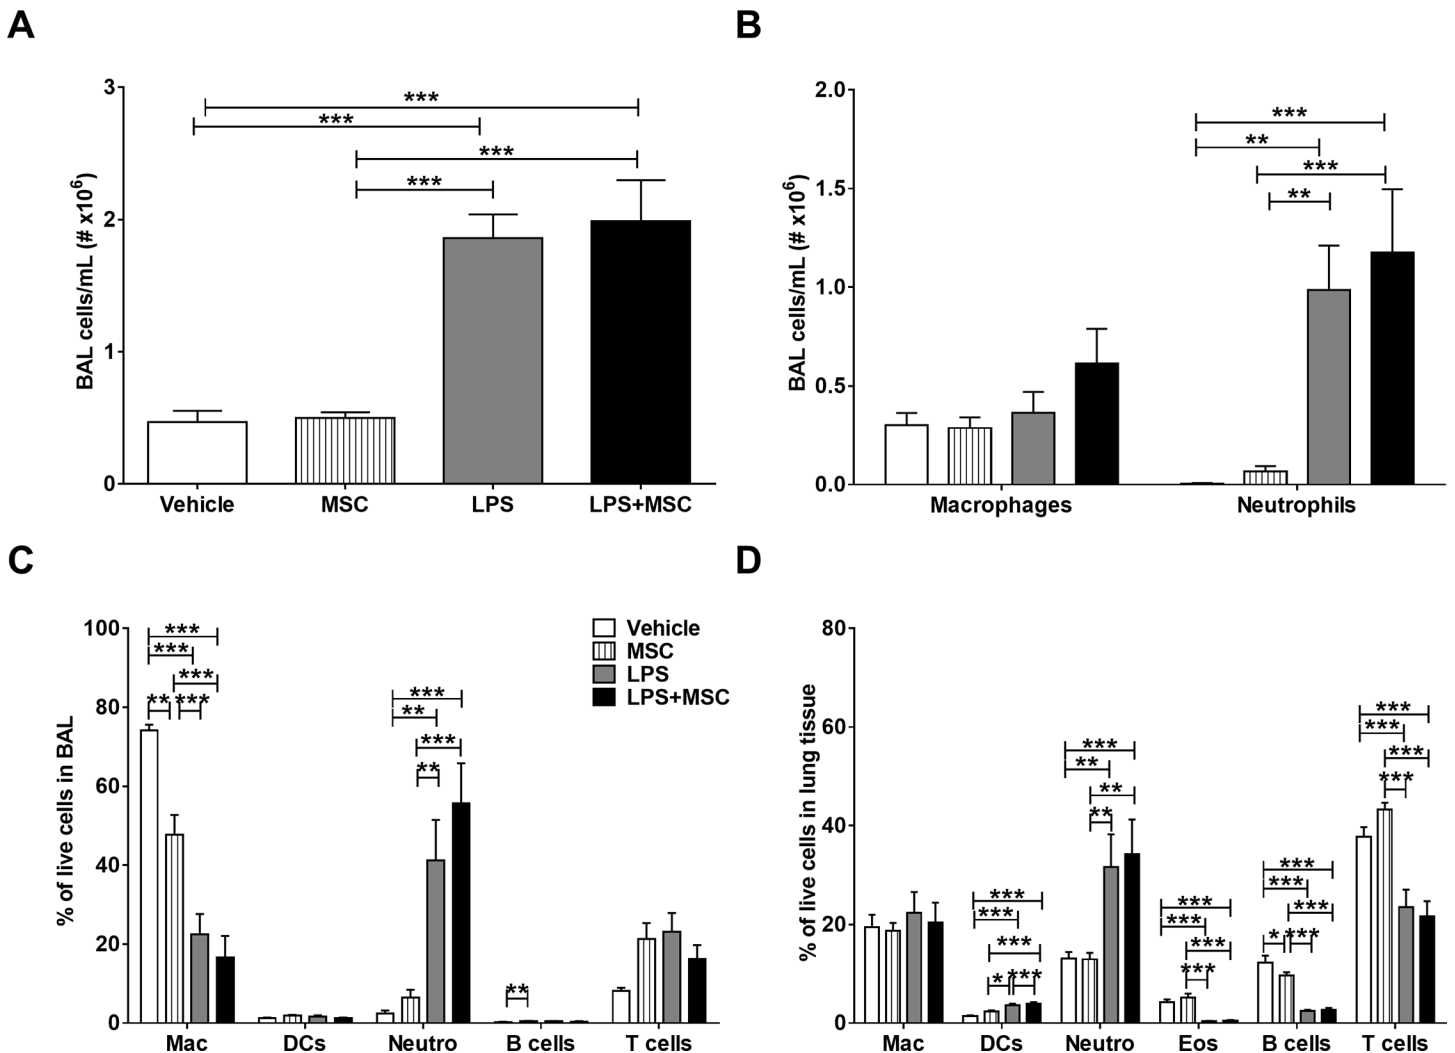 A
BAL cells/mL (# x10⁶)
3
2
1
0
***
***
***
***
Vehicle
MSC
LPS
LPS+MSC
B
BAL cells/mL (# x10⁶)
2.0
1.5
1.0
0.5
0.0
***
**
***
**
Macrophages
Neutrophils
C
% of live cells in BAL
100
80
60
40
20
0
***
***
***
**
***
***
**
***
**
**
Mac
DCs
Neutro
B cells
T cells
Vehicle
MSC
LPS
LPS+MSC
D
% of live cells in lung tissue
80
60
40
20
0
***
***
***
*
***
***
**
**
**
***
***
***
***
***
***
***
*
***
***
***
***
***
Mac
DCs
Neutro
Eos
B cells
T cells